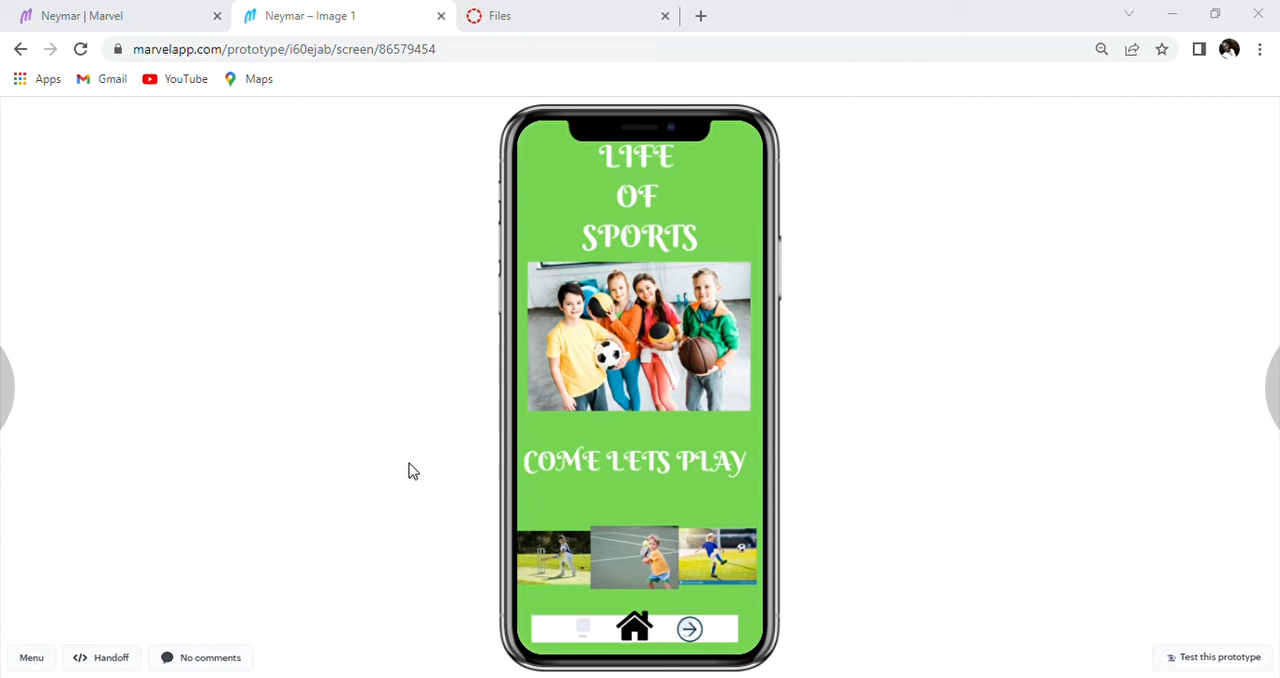 Neymar | Marvel
Neymar – Image 1
Files
marvelapp.com/prototype/i60ejab/screen/86579454
Apps
Gmail
YouTube
Maps
LIFE
OF
SPORTS
COME LETS PLAY
Menu
</> Handoff
No comments
Test this prototype